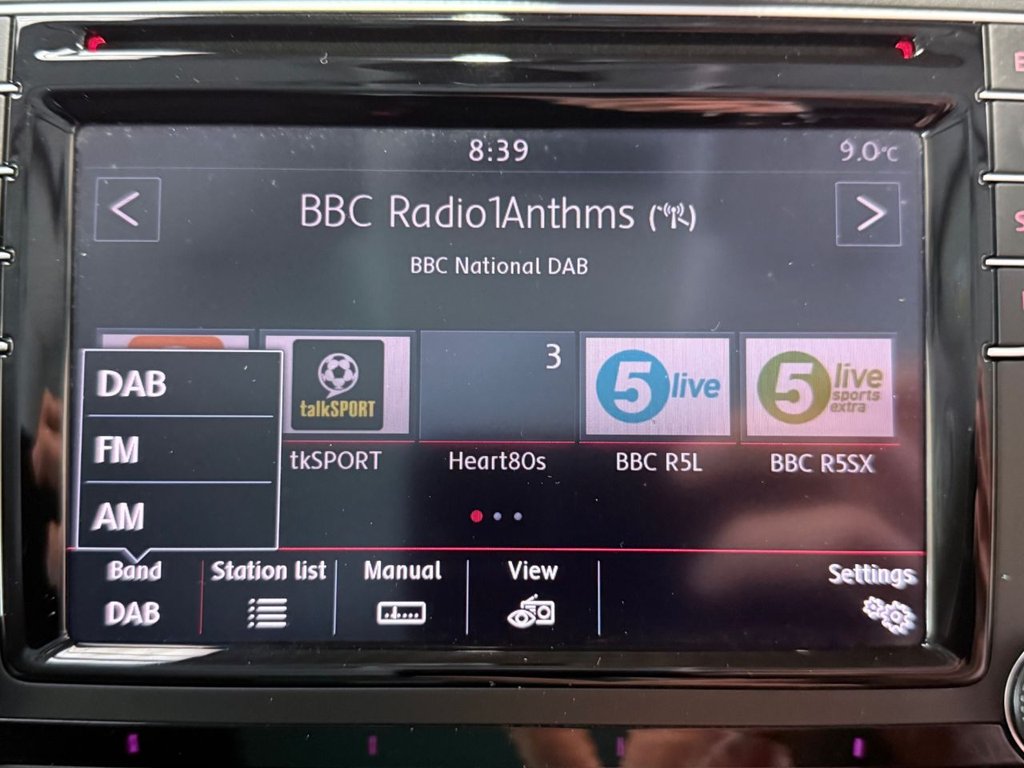 8:39
9.0°C
<
BBC Radio1Anthms
>
BBC National DAB
talkSPORT
3
5 live
5 live sports extra
tkSPORT
Heart80s
BBC R5L
BBC R5SX
DAB
FM
AM
Band
Station list
Manual
View
Settings
DAB